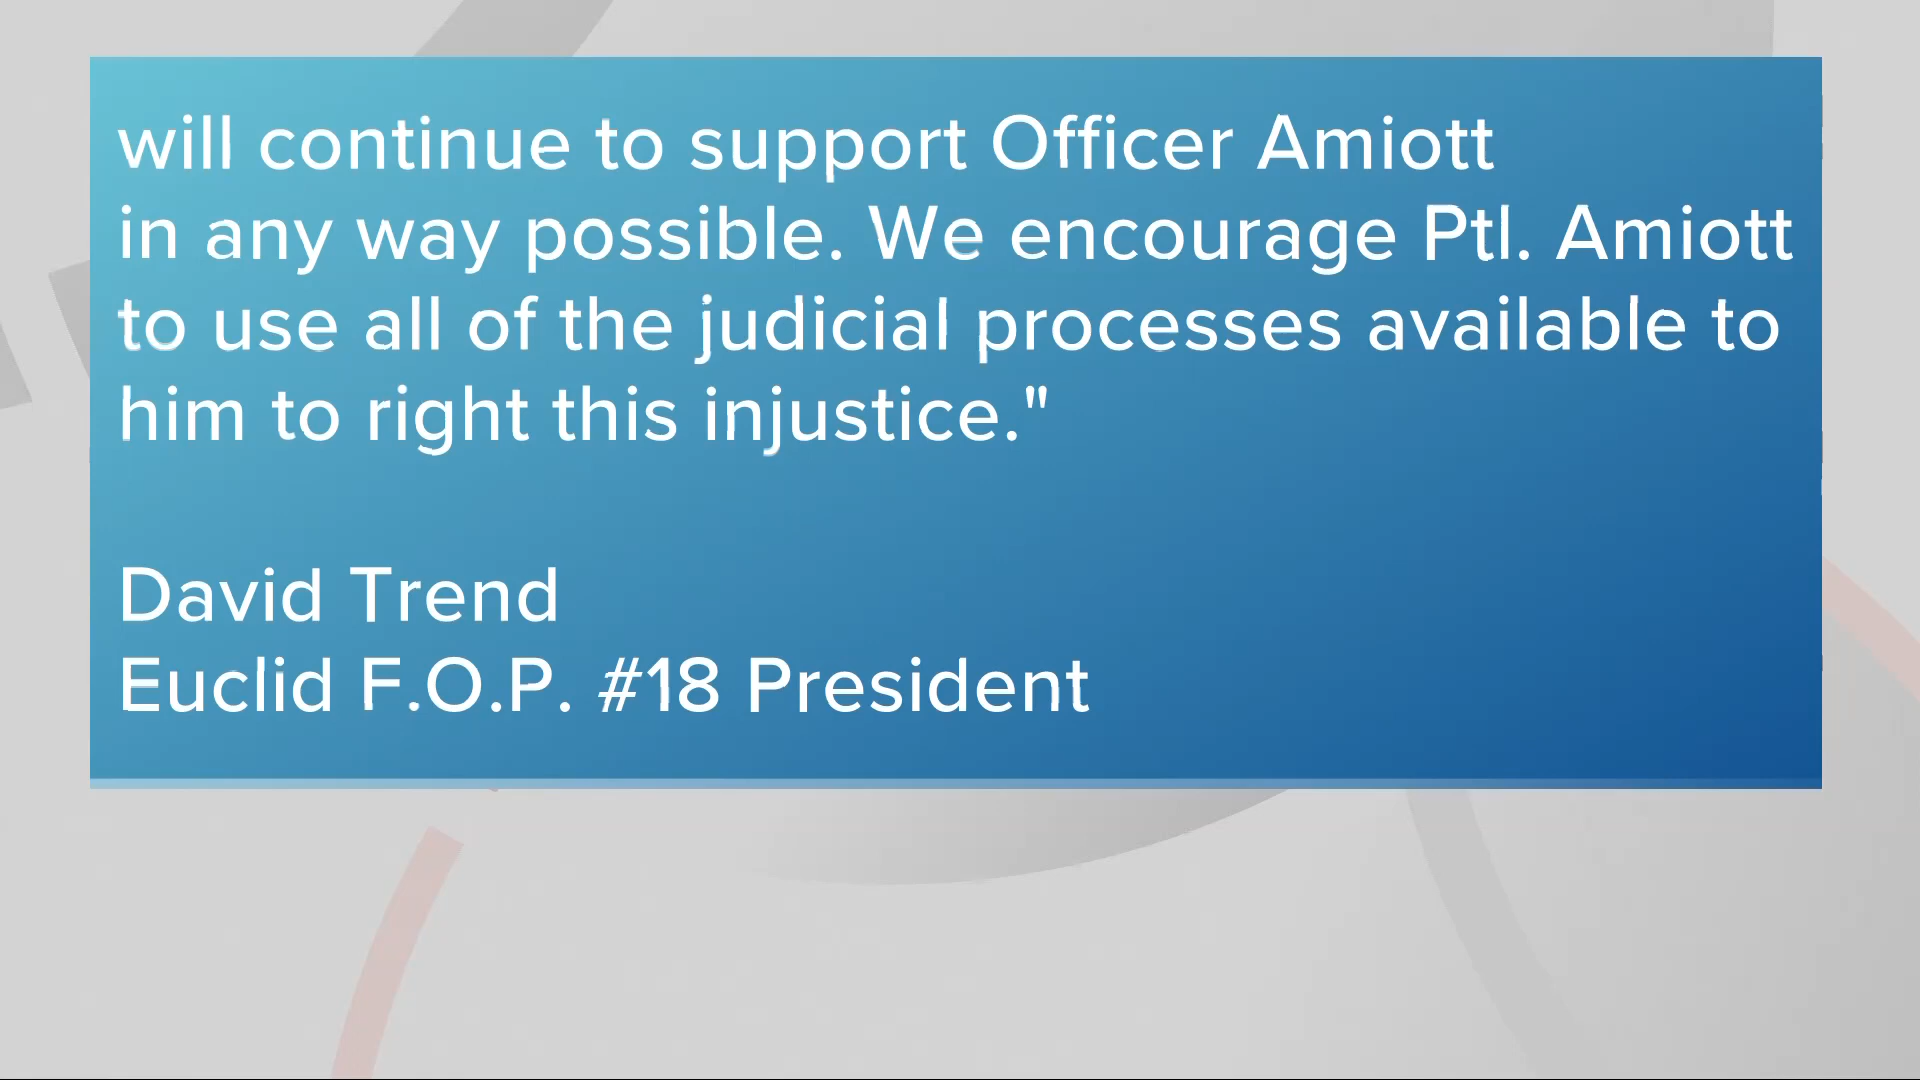 will continue to support Officer Amiott
in any way possible. We encourage Ptl. Amiott
to use all of the judicial processes available to
him to right this injustice."
David Trend
Euclid F.O.P. #18 President